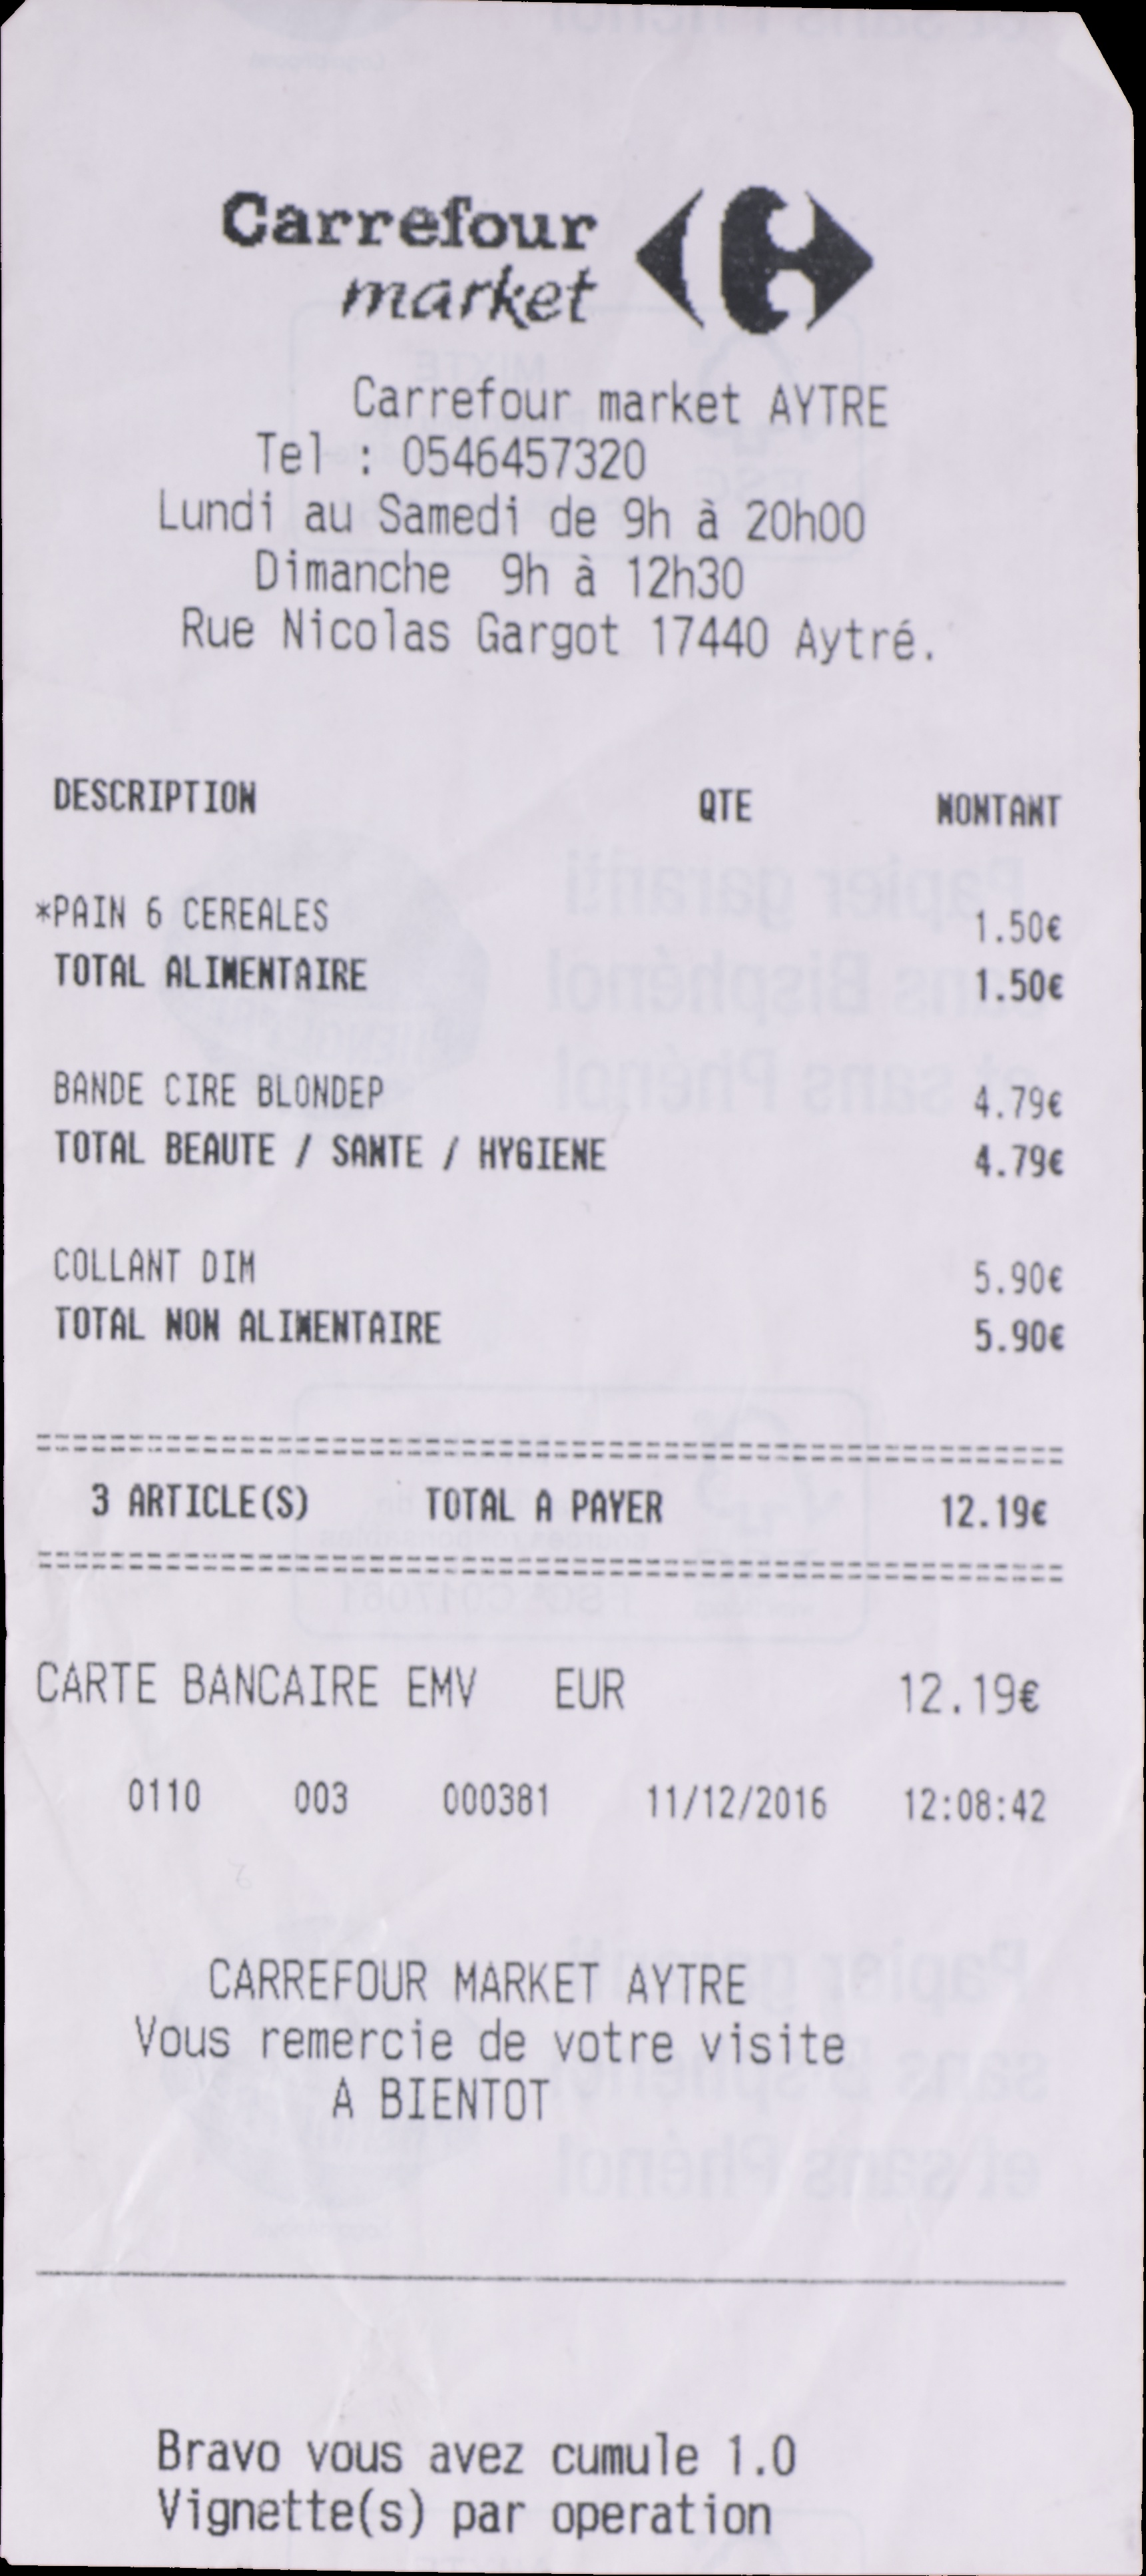 Carrefour
market
Carrefour market AYTRE
Tel : 0546457320
Lundi au Samedi de 9h à 20h00
Dimanche 9h à 12h30
Rue Nicolas Gargot 17440 Aytré.
DESCRIPTION QTE MONTANT
*PAIN 6 CEREALES 1.50€
TOTAL ALIMENTAIRE 1.50€
BANDE CIRE BLONDEP 4.79€
TOTAL BEAUTE / SANTE / HYGIENE 4.79€
COLLANT DIM 5.90€
TOTAL NON ALIMENTAIRE 5.90€
3 ARTICLE(S) TOTAL A PAYER 12.19€
CARTE BANCAIRE EMV EUR 12.19€
0110 003 000381 11/12/2016 12:08:42
CARREFOUR MARKET AYTRE
Vous remercie de votre visite
A BIENTOT
Bravo vous avez cumule 1.0
Vignette(s) par operation